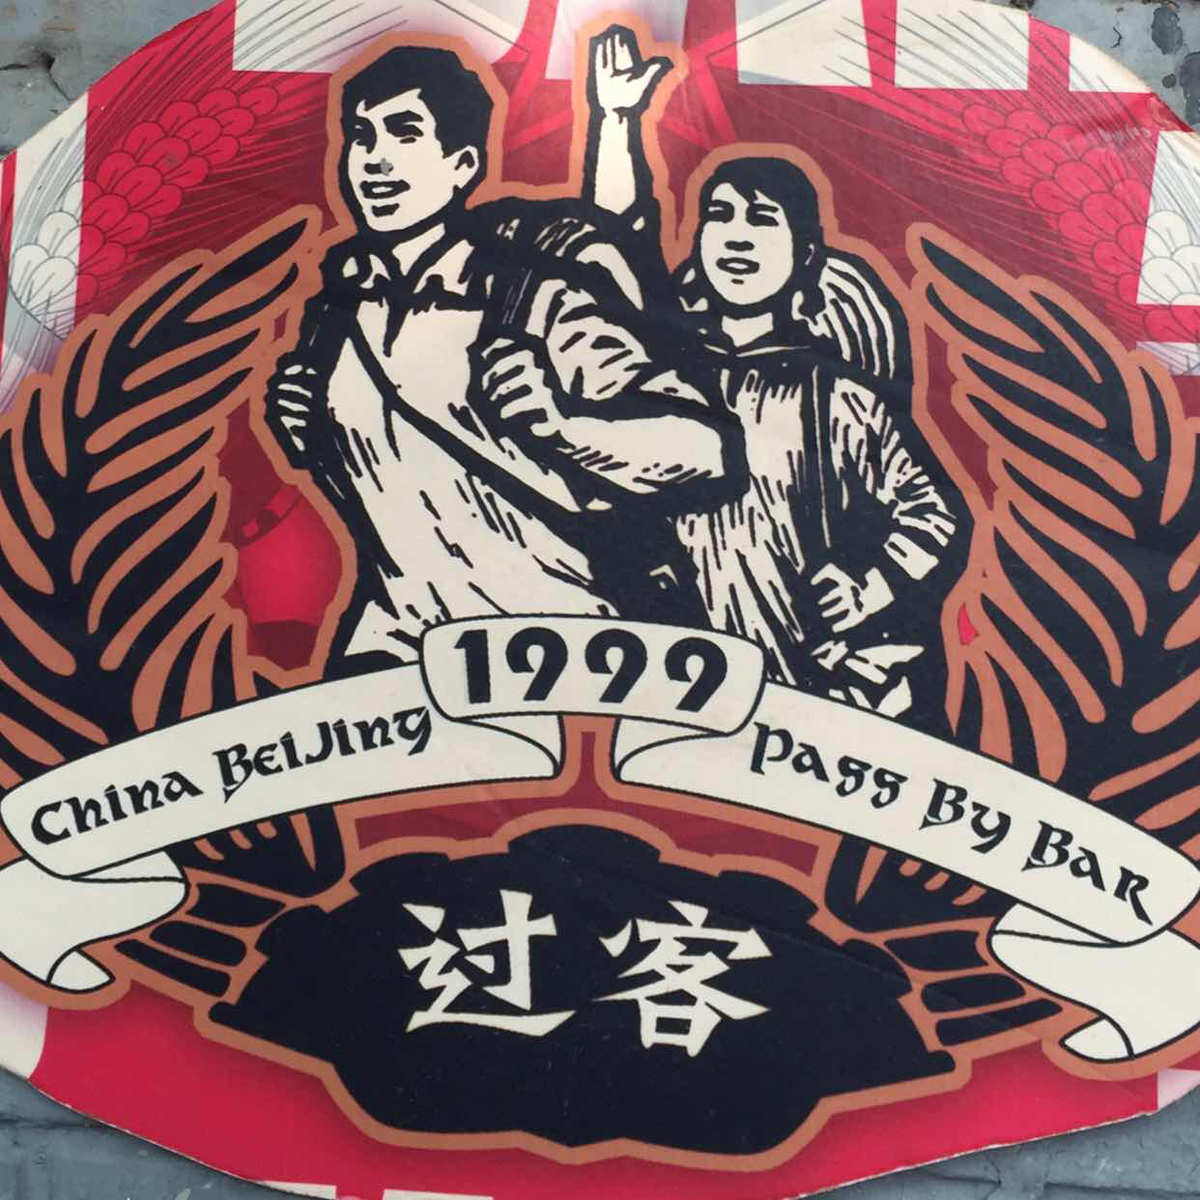 1999
China BeiJing
Pass By Bar
过客